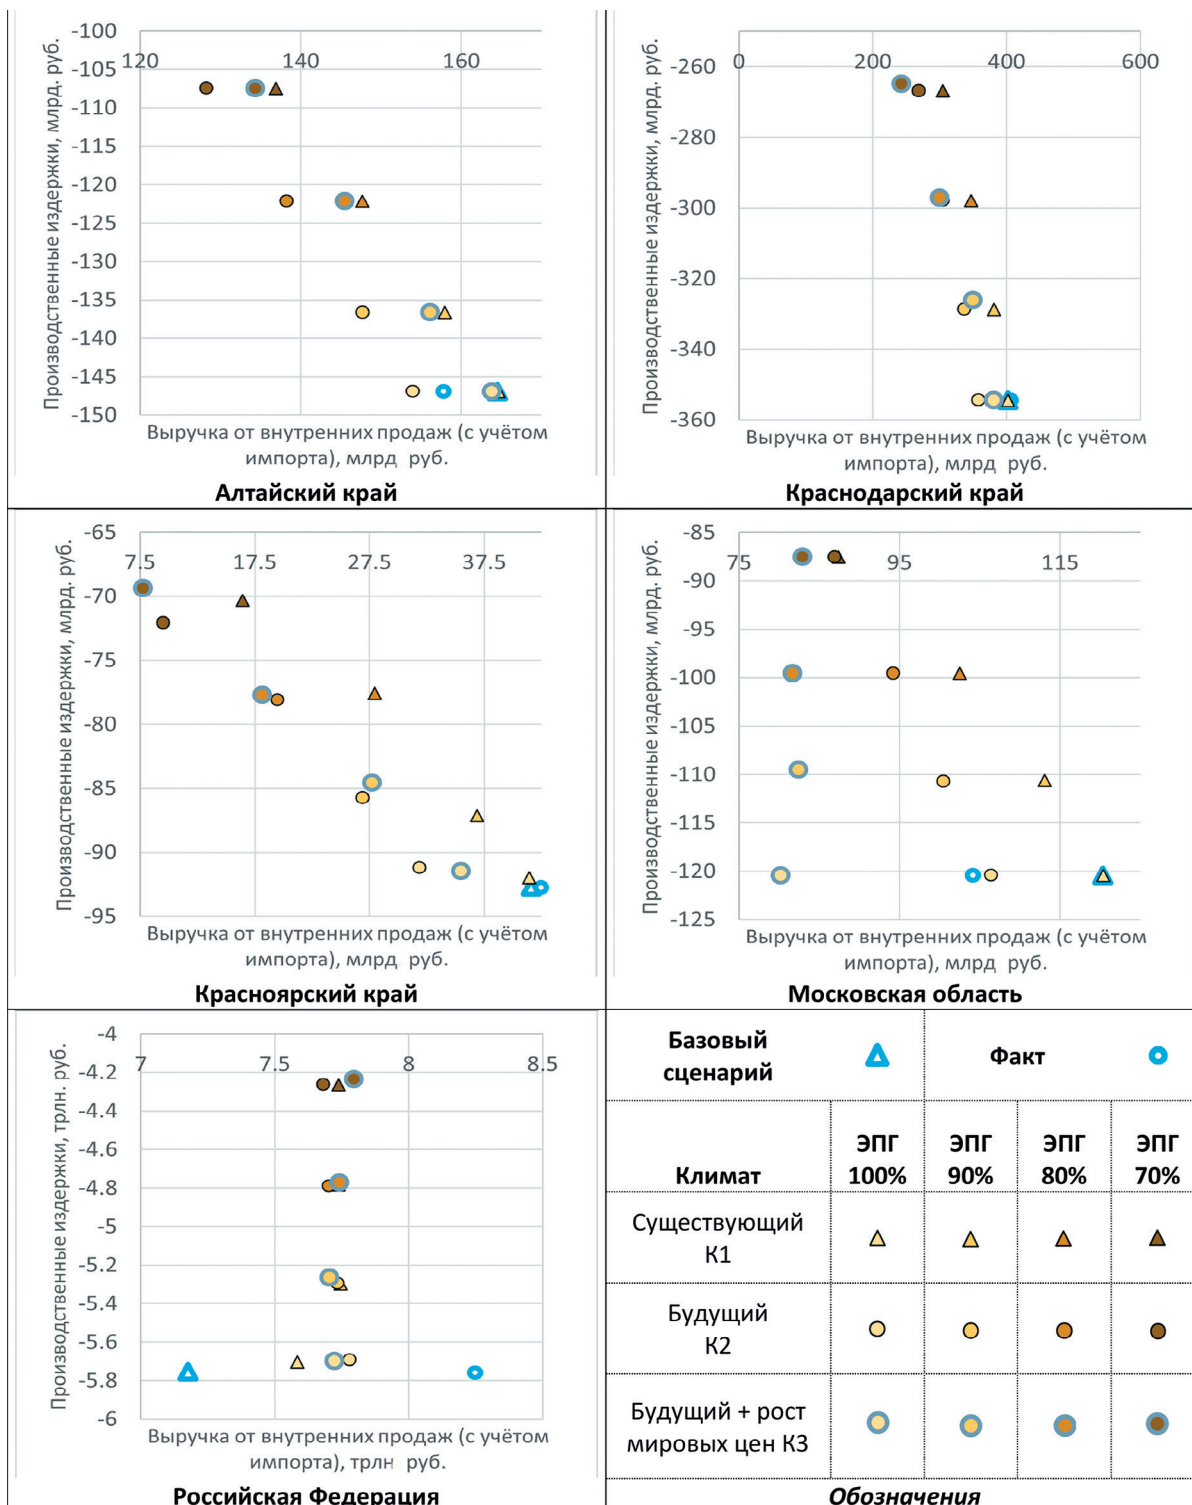 Производственные издержки, млрд. руб.
-100
-105
-110
-115
-120
-125
-130
-135
-140
-145
-150
120
140
160
Выручка от внутренних продаж (с учётом
импорта), млрд руб.
Алтайский край
Производственные издержки, млрд. руб.
-260
-280
-300
-320
-340
-360
0
200
400
600
Выручка от внутренних продаж (с учётом
импорта), млрд руб.
Краснодарский край
Производственные издержки, млрд. руб.
-65
-70
-75
-80
-85
-90
-95
7.5
17.5
27.5
37.5
Выручка от внутренних продаж (с учётом
импорта), млрд руб.
Красноярский край
Производственные издержки, млрд. руб.
-85
-90
-95
-100
-105
-110
-115
-120
-125
75
95
115
Выручка от внутренних продаж (с учётом
импорта), млрд руб.
Московская область
Производственные издержки, трлн. руб.
-4
-4.2
-4.4
-4.6
-4.8
-5
-5.2
-5.4
-5.6
-5.8
-6
7
7.5
8
8.5
Выручка от внутренних продаж (с учётом
импорта), трлн руб.
Российская Федерация
Базовый
сценарий
Факт
Климат
ЭПГ
100%
ЭПГ
90%
ЭПГ
80%
ЭПГ
70%
Существующий
К1
Будущий
К2
Будущий + рост
мировых цен К3
Обозначения